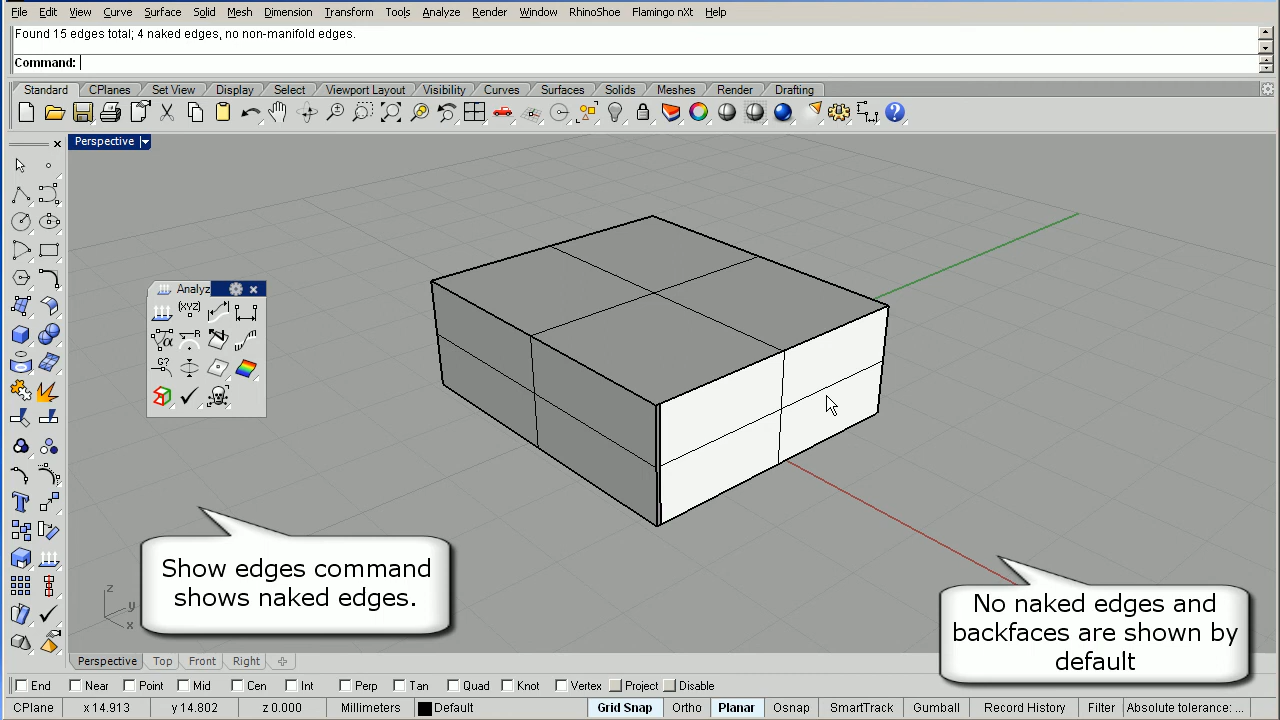 File Edit View Curve Surface Solid Mesh Dimension Transform Tools Analyze Render Window RhinoShoe Flamingo nXt Help
Found 15 edges total; 4 naked edges, no non-manifold edges.
Command:
Standard CPlanes Set View Display Select Viewport Layout Visibility Curves Surfaces Solids Meshes Render Drafting
Perspective
Analyz
Show edges command
shows naked edges.
No naked edges and
backfaces are shown by
default
z
y
x
Perspective Top Front Right
End Near Point Mid Cen Int Perp Tan Quad Knot Vertex Project Disable
CPlane x 14.913 y 14.802 z 0.000 Millimeters Default Grid Snap Ortho Planar Osnap SmartTrack Gumball Record History Filter Absolute tolerance: ...